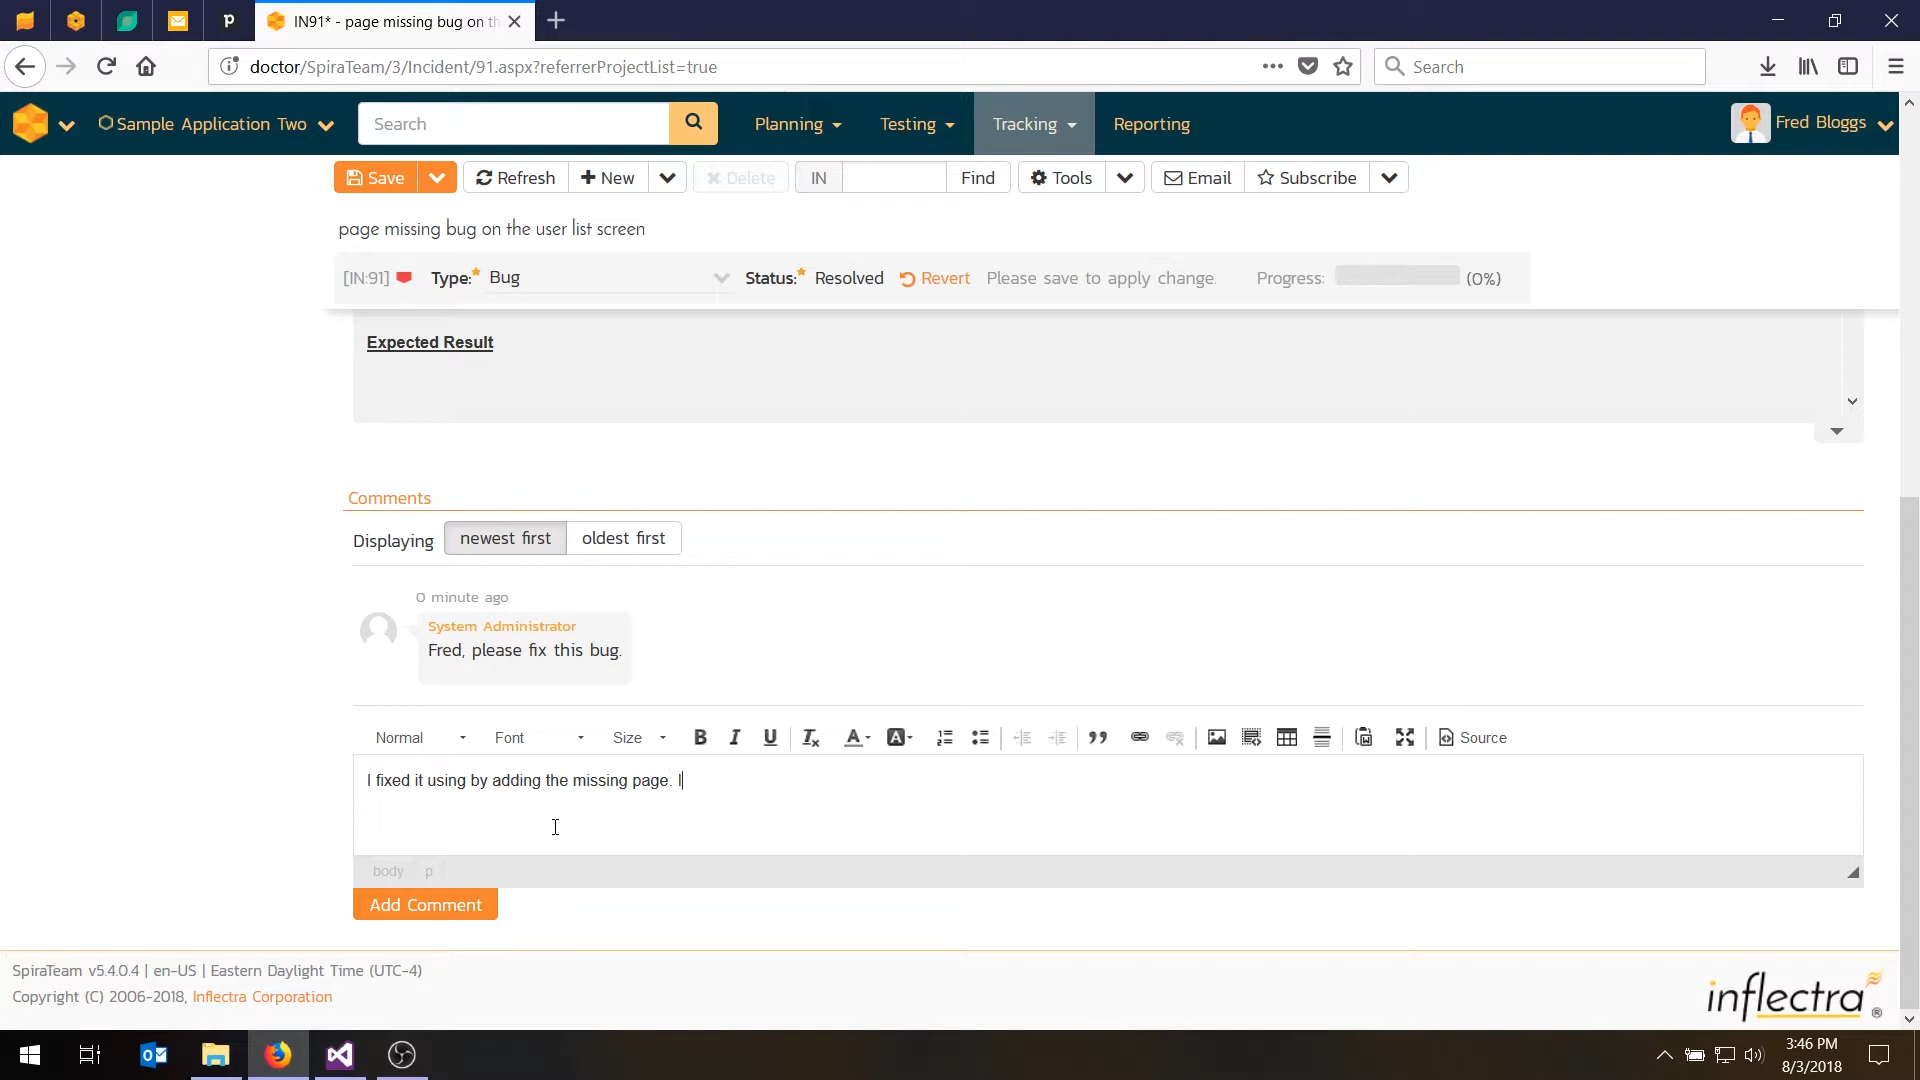 p
IN91* - page missing bug on th
doctor/SpiraTeam/3/Incident/91.aspx?referrerProjectList=true
Search
Sample Application Two
Search
Planning
Testing
Tracking
Reporting
Fred Bloggs
Save
Refresh
New
Delete
IN
Find
Tools
Email
Subscribe
page missing bug on the user list screen
[IN:91]
Type:
Bug
Status:
Resolved
Revert
Please save to apply change.
Progress:
(0%)
Expected Result
Comments
Displaying
newest first
oldest first
0 minute ago
System Administrator
Fred, please fix this bug.
Normal
Font
Size
Source
I fixed it using by adding the missing page. I
body
p
Add Comment
SpiraTeam v5.4.0.4 | en-US | Eastern Daylight Time (UTC-4)
Copyright (C) 2006-2018, Inflectra Corporation
inflectra®
3:46 PM
8/3/2018